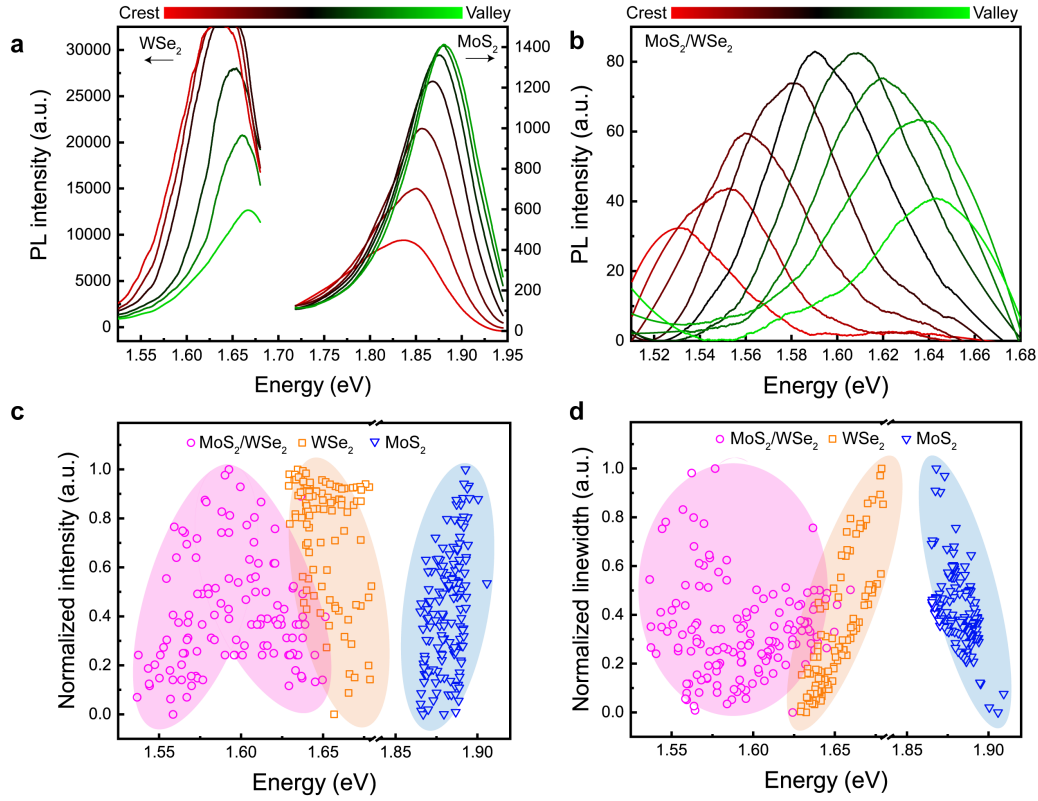 Crest Valley
a
WSe2 MoS2
30000
25000
20000
15000
10000
5000
0
1400
1200
1000
800
600
400
200
0
PL intensity (a.u.)
1.55 1.60 1.65 1.70 1.75 1.80 1.85 1.90 1.95
Energy (eV)
Crest Valley
b
MoS2/WSe2
80
60
40
20
0
PL intensity (a.u.)
1.52 1.54 1.56 1.58 1.60 1.62 1.64 1.66 1.68
Energy (eV)
c
MoS2/WSe2 WSe2 MoS2
1.0
0.8
0.6
0.4
0.2
0.0
Normalized intensity (a.u.)
1.55 1.60 1.65 1.85 1.90
Energy (eV)
d
MoS2/WSe2 WSe2 MoS2
1.0
0.8
0.6
0.4
0.2
0.0
Normalized linewidth (a.u.)
1.55 1.60 1.65 1.85 1.90
Energy (eV)